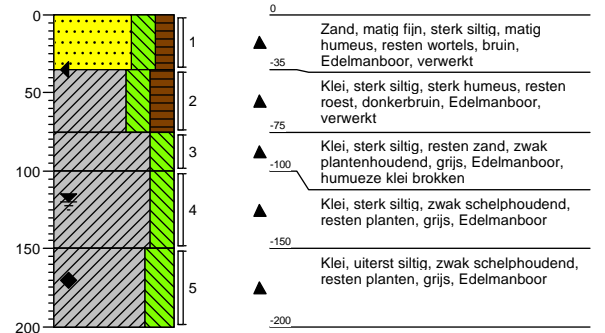 0
50
100
150
200
1
2
3
4
5
0
Zand, matig fijn, sterk siltig, matig
humeus, resten wortels, bruin,
Edelmanboor, verwerkt
-35
Klei, sterk siltig, sterk humeus, resten
roest, donkerbruin, Edelmanboor,
verwerkt
-75
Klei, sterk siltig, resten zand, zwak
plantenhoudend, grijs, Edelmanboor,
humueze klei brokken
-100
Klei, sterk siltig, zwak schelphoudend,
resten planten, grijs, Edelmanboor
-150
Klei, uiterst siltig, zwak schelphoudend,
resten planten, grijs, Edelmanboor
-200